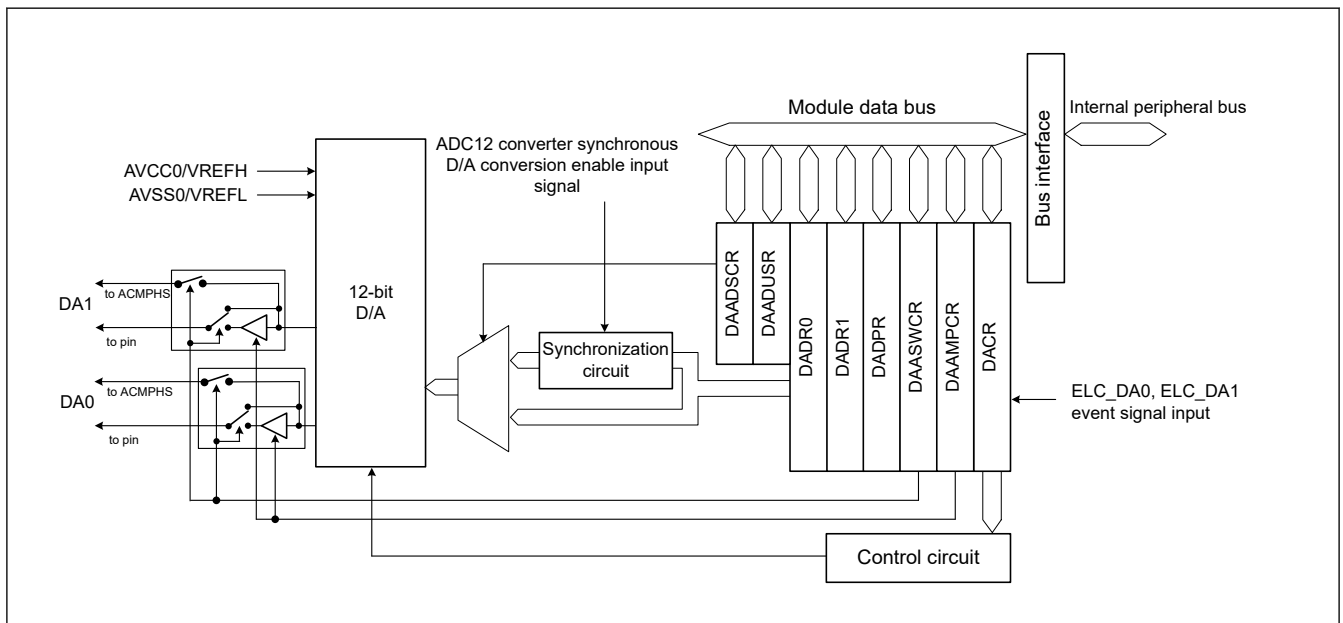 Module data bus
Internal peripheral bus
Bus interface
ADC12 converter synchronous
D/A conversion enable input
signal
AVCC0/VREFH
AVSS0/VREFL
12-bit
D/A
DA1
to ACMPHS
to pin
DA0
to ACMPHS
to pin
Synchronization
circuit
DAADSCR
DAADUSR
DADR0
DADR1
DADPR
DAASWCR
DAAMPCR
DACR
ELC_DA0, ELC_DA1
event signal input
Control circuit